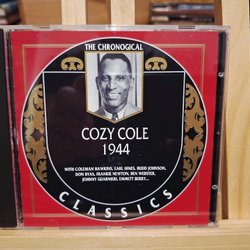 THE CHRONOLOGICAL
COZY COLE
1944
WITH COLEMAN HAWKINS, EARL HINES, BUDD JOHNSON,
DON BYAS, FRANKIE NEWTON, BEN WEBSTER,
JOHNNY GUARNIERI, EMMETT BERRY...
CLASSICS